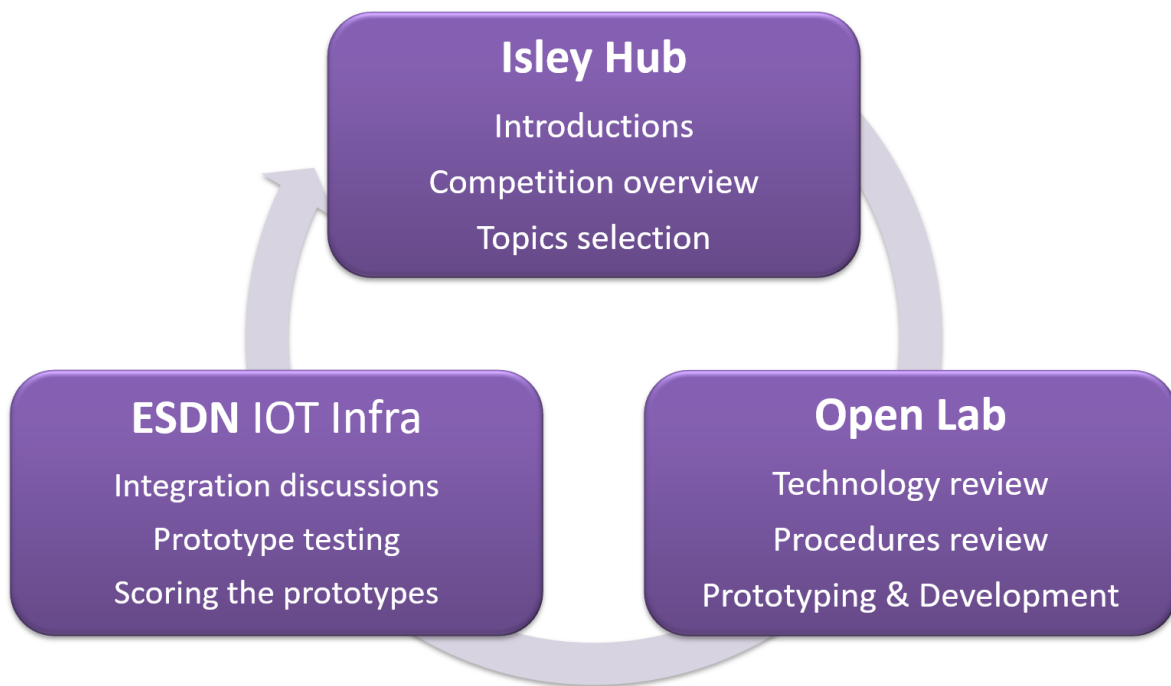 Isley Hub
Introductions
Competition overview
Topics selection
ESDN IOT Infra
Integration discussions
Prototype testing
Scoring the prototypes
Open Lab
Technology review
Procedures review
Prototyping & Development